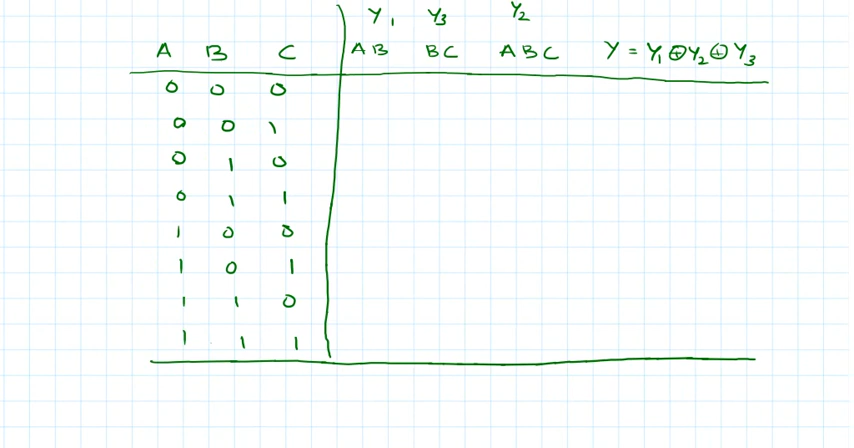 Y₁ Y₃ Y₂
A B C AB BC ABC Y = Y₁ ⊕ Y₂ ⊕ Y₃
0 0 0
0 0 1
0 1 0
0 1 1
1 0 0
1 0 1
1 1 0
1 1 1